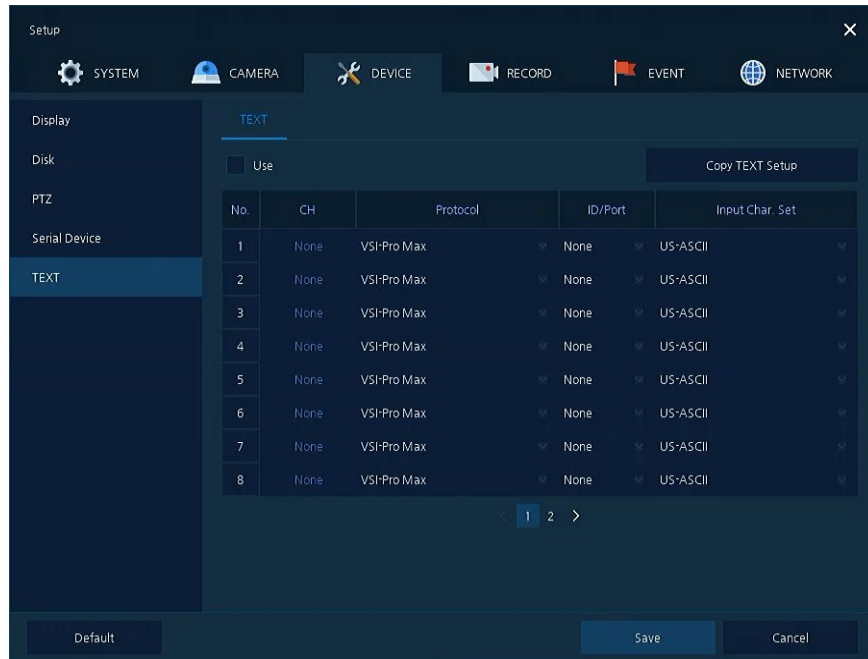 Setup
SYSTEM CAMERA DEVICE RECORD EVENT NETWORK
Display
Disk
PTZ
Serial Device
TEXT
TEXT
Use Copy TEXT Setup
No. CH Protocol ID/Port Input Char. Set
1 None VSI-Pro Max None US-ASCII
2 None VSI-Pro Max None US-ASCII
3 None VSI-Pro Max None US-ASCII
4 None VSI-Pro Max None US-ASCII
5 None VSI-Pro Max None US-ASCII
6 None VSI-Pro Max None US-ASCII
7 None VSI-Pro Max None US-ASCII
8 None VSI-Pro Max None US-ASCII
< 1 2 >
Default Save Cancel